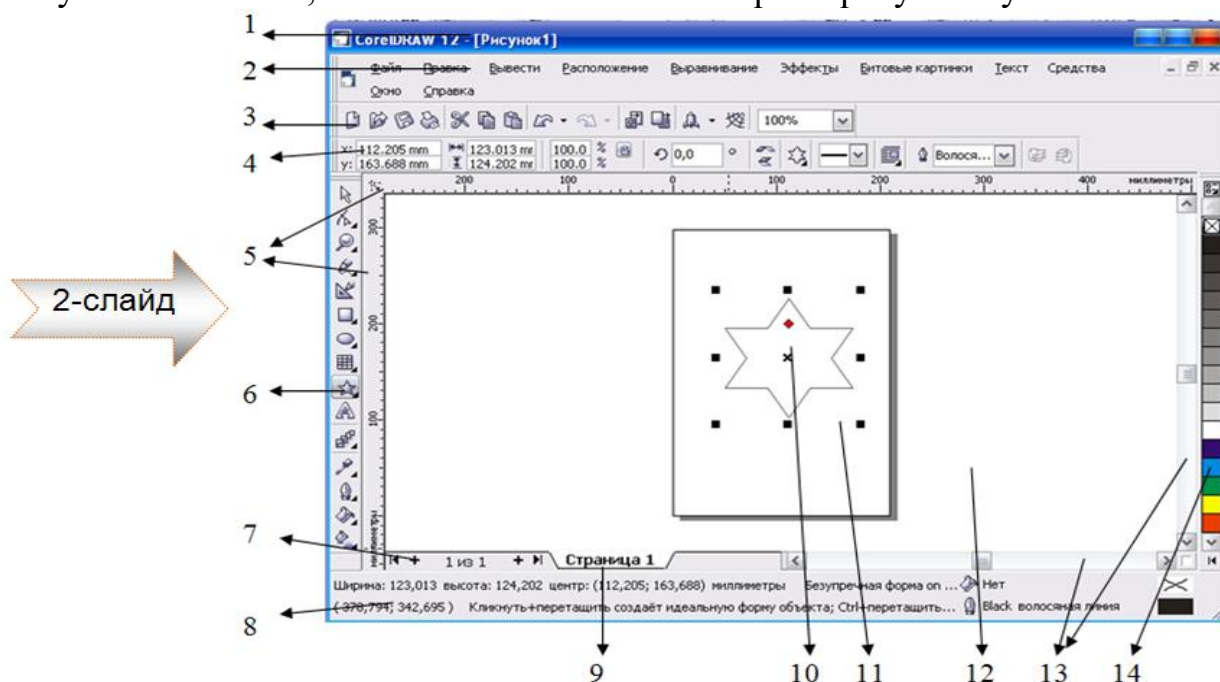 1
CorelDRAW 12 - [Рисунок1]
2
Файл Правка Вывести Расположение Выравнивание Эффекты Битовые картинки Текст Средства
Окно Справка
3
100%
4
x: 112.205 mm 123.013 mm 100.0 % 0,0 ° Волося...
y: 163.688 mm 124.202 mm 100.0 %
200 100 0 100 200 300 400 миллиметры
5
300
2-слайд
200
6
100
7
миллиметры
1 из 1 Страница 1
Ширина: 123,013 высота: 124,202 центр: (112,205; 163,688) миллиметры Безупречная форма on ... Нет
8
( 378,794; 342,695 ) Кликнуть+перетащить создаёт идеальную форму объекта; Ctrl+перетащить... Black волосяная линия
9 10 11 12 13 14